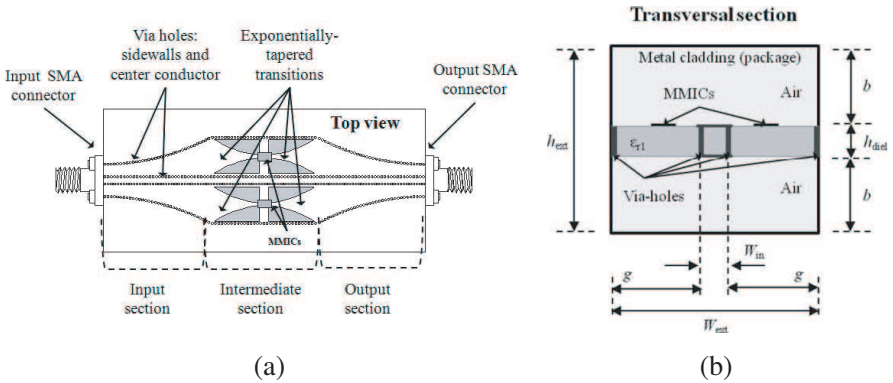 Via holes:
sidewalls and
center conductor
Exponentially-
tapered
transitions
Input SMA
connector
Output SMA
connector
Top view
MMICs
Input
section
Intermediate
section
Output
section
(a)
Transversal section
Metal cladding (package)
MMICs
Air
b
h_ext
ε_r1
h_diel
Via-holes
Air
b
W_in
g
g
W_ext
(b)